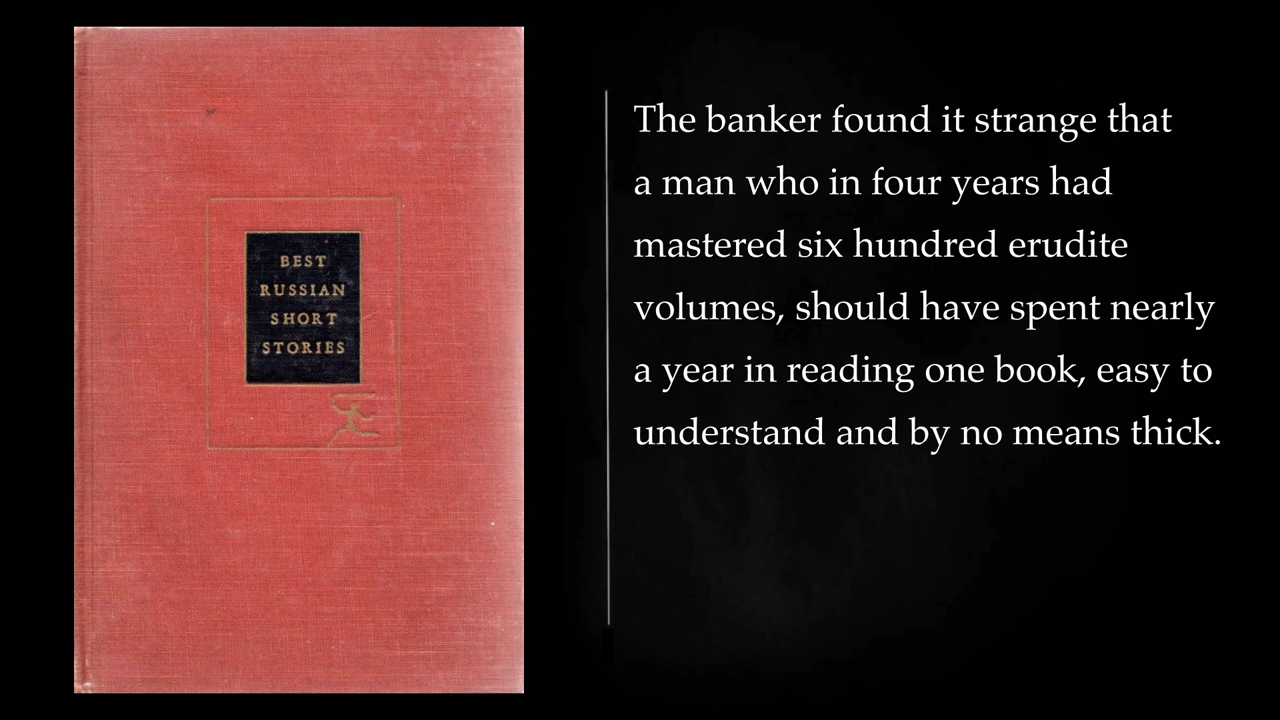 BEST
RUSSIAN
SHORT
STORIES
The banker found it strange that
a man who in four years had
mastered six hundred erudite
volumes, should have spent nearly
a year in reading one book, easy to
understand and by no means thick.